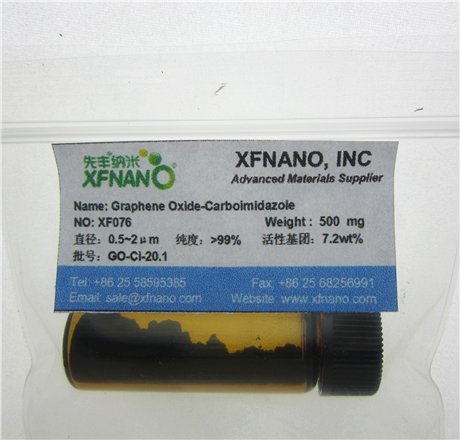 先丰纳米
XFNANO®
XFNANO, INC
Advanced Materials Supplier
Name: Graphene Oxide-Carboimidazole
NO: XF076 Weight : 500 mg
直径: 0.5~2μm 纯度: >99% 活性基团: 7.2wt%
批号: GO-CI-20.1
Tel: +86 25 58595385 Fax: +86 25 68256991
Email: sale@xfnano.com Website: www.xfnano.com